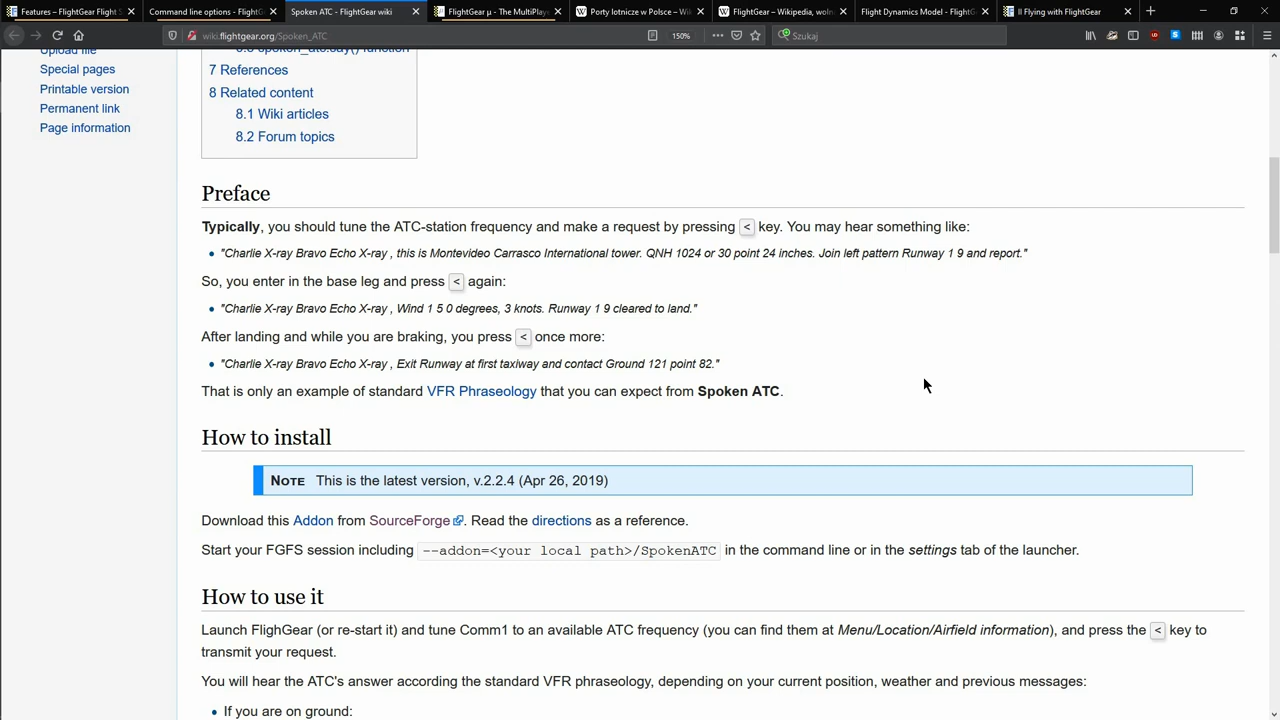 Features – FlightGear Flight S
Command line options - FlightG
Spoken ATC - FlightGear wiki
FlightGear μ - The MultiPlaye
Porty lotnicze w Polsce – Wiki
FlightGear – Wikipedia, wolna
Flight Dynamics Model - FlightG
II Flying with FlightGear
wiki.flightgear.org/Spoken_ATC
150%
Szukaj
Upload file
Special pages
Printable version
Permanent link
Page information
7 References
8 Related content
8.1 Wiki articles
8.2 Forum topics
Preface
Typically, you should tune the ATC-station frequency and make a request by pressing < key. You may hear something like:
"Charlie X-ray Bravo Echo X-ray , this is Montevideo Carrasco International tower. QNH 1024 or 30 point 24 inches. Join left pattern Runway 1 9 and report."
So, you enter in the base leg and press < again:
"Charlie X-ray Bravo Echo X-ray , Wind 1 5 0 degrees, 3 knots. Runway 1 9 cleared to land."
After landing and while you are braking, you press < once more:
"Charlie X-ray Bravo Echo X-ray , Exit Runway at first taxiway and contact Ground 121 point 82."
That is only an example of standard VFR Phraseology that you can expect from Spoken ATC.
How to install
NOTE This is the latest version, v.2.2.4 (Apr 26, 2019)
Download this Addon from SourceForge. Read the directions as a reference.
Start your FGFS session including --addon=<your local path>/SpokenATC in the command line or in the settings tab of the launcher.
How to use it
Launch FlighGear (or re-start it) and tune Comm1 to an available ATC frequency (you can find them at Menu/Location/Airfield information), and press the < key to
transmit your request.
You will hear the ATC's answer according the standard VFR phraseology, depending on your current position, weather and previous messages:
If you are on ground: